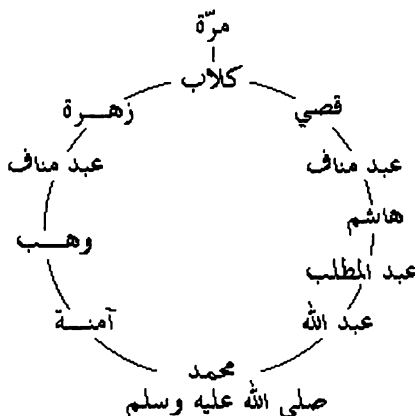 مرّة
كلاب
قصي
زهـــرة
عبد مناف
عبد مناف
هاشم
وهـــب
عبد المطلب
عبد الله
آمنـــة
محمد
صلى الله عليه وسلم